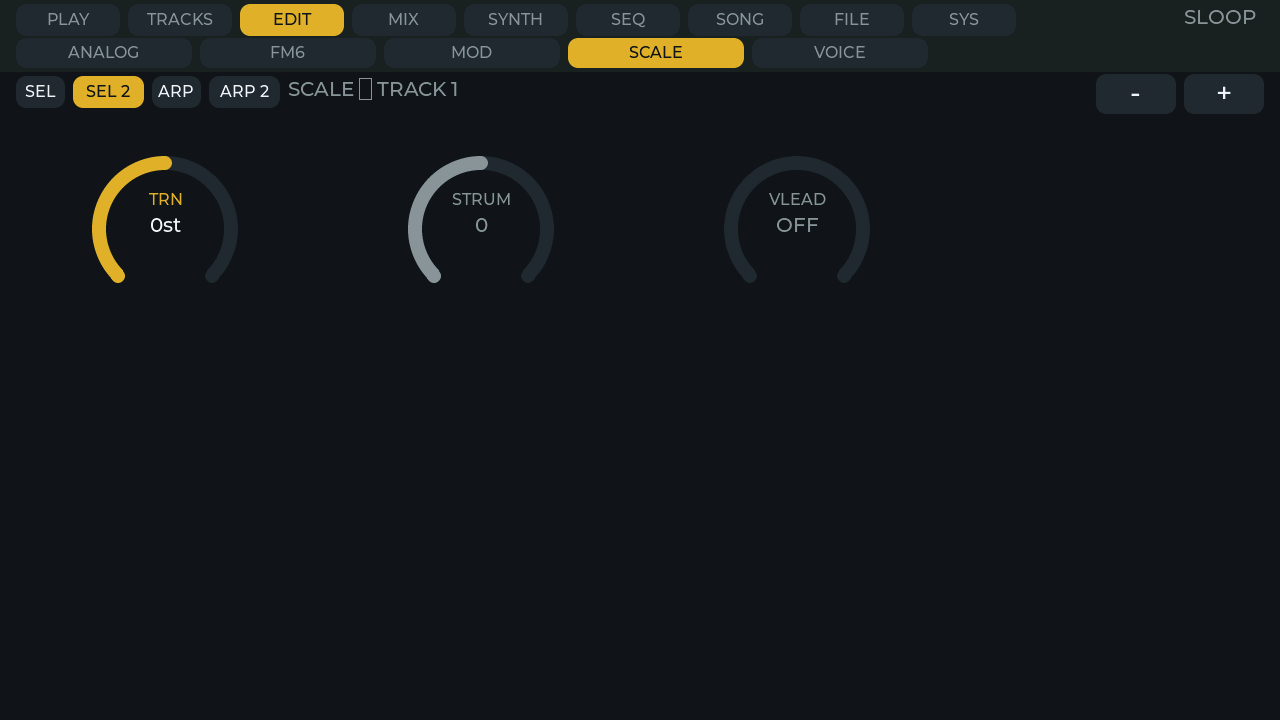 PLAY TRACKS EDIT MIX SYNTH SEQ SONG FILE SYS SLOOP
ANALOG FM6 MOD SCALE VOICE
SEL SEL 2 ARP ARP 2 SCALE □ TRACK 1 - +
TRN STRUM VLEAD
0st 0 OFF